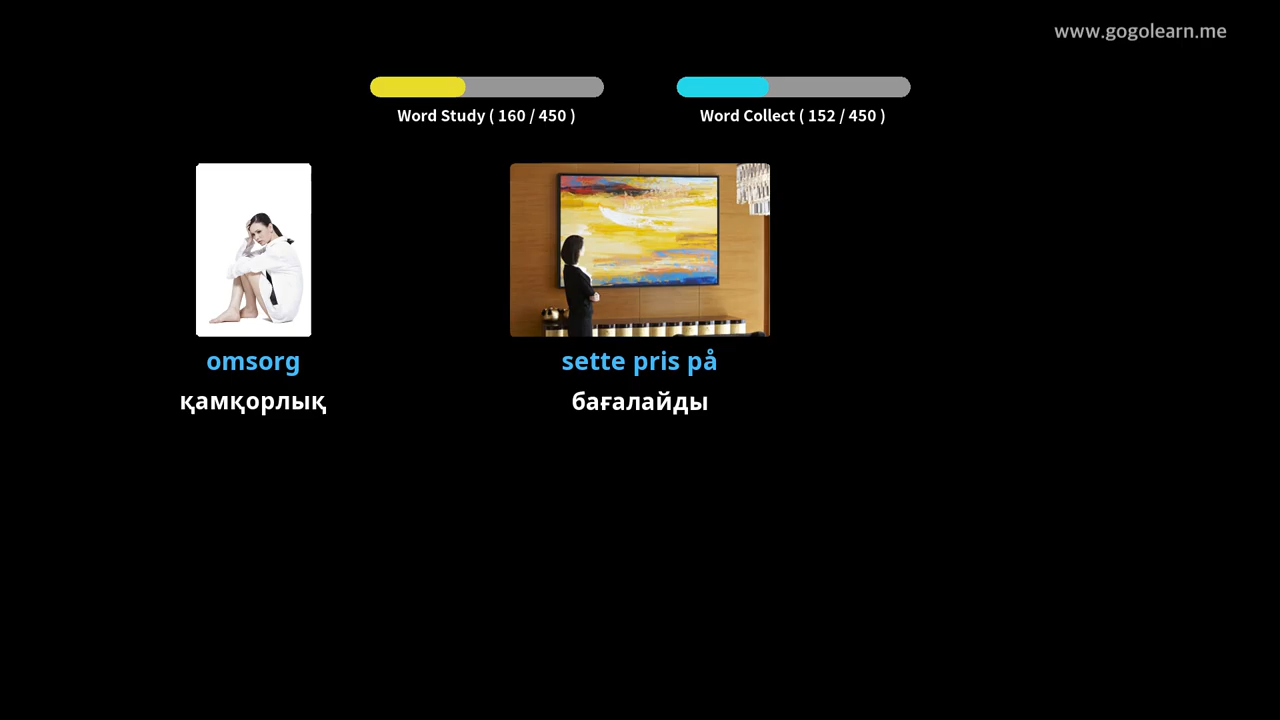 www.gogolearn.me
Word Study ( 160 / 450 )
Word Collect ( 152 / 450 )
omsorg
sette pris på
қамқорлық
бағалайды